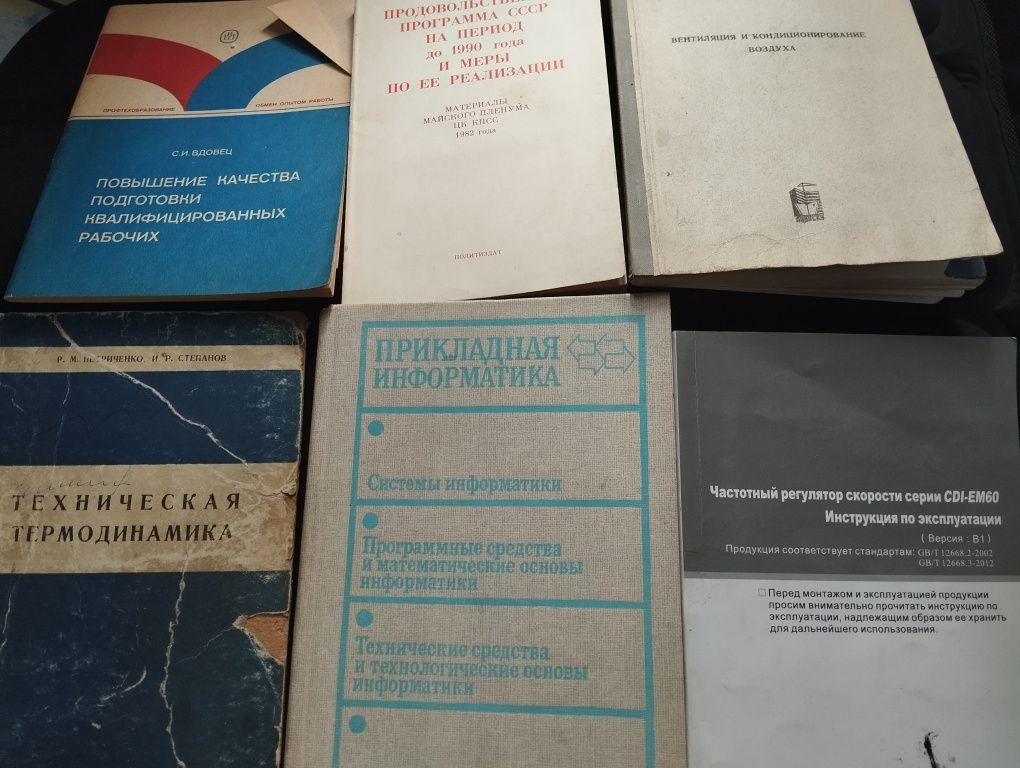 ПРОФТЕХОБРАЗОВАНИЕ
ОБМЕН ОПЫТОМ РАБОТЫ
С.И. ВДОВЕЦ
ПОВЫШЕНИЕ КАЧЕСТВА
ПОДГОТОВКИ
КВАЛИФИЦИРОВАННЫХ
РАБОЧИХ
ПРОГРАММА СССР
НА ПЕРИОД
до 1990 года
И МЕРЫ
ПО ЕЕ РЕАЛИЗАЦИИ
МАТЕРИАЛЫ
МАЙСКОГО ПЛЕНУМА
ЦК КПСС
1982 года
ПОЛИТИЗДАТ
ВЕНТИЛЯЦИЯ И КОНДИЦИОНИРОВАНИЕ
ВОЗДУХА
Р. М. ПЕТРИЧЕНКО, И. Р. СТЕПАНОВ
ТЕХНИЧЕСКАЯ
ТЕРМОДИНАМИКА
ПРИКЛАДНАЯ
ИНФОРМАТИКА
Системы информатики
Программные средства
и математические основы
информатики
Технические средства
и технологические основы
информатики
Частотный регулятор скорости серии CDI-EM60
Инструкция по эксплуатации
( Версия : B1 )
Продукция соответствует стандартам: GB/T 12668.2-2002
GB/T 12668.3-2012
Перед монтажом и эксплуатацией продукции
просим внимательно прочитать инструкцию по
эксплуатации, надлежащим образом ее хранить
для дальнейшего использования.